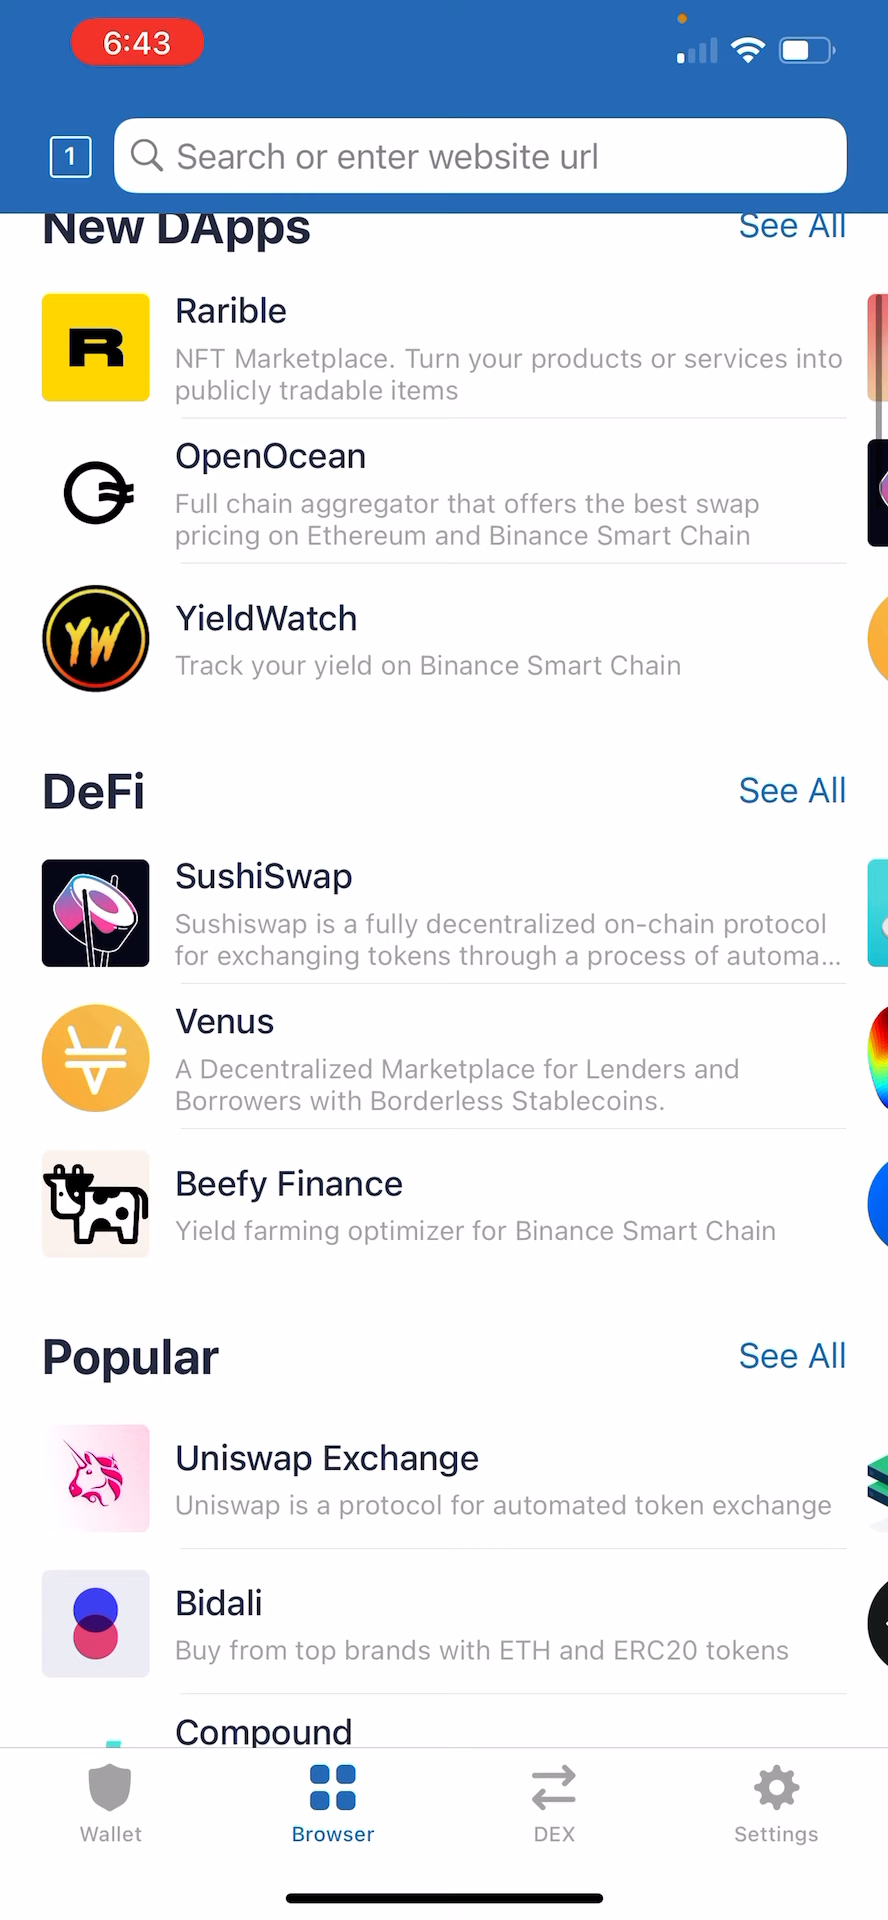 6:43
1
Search or enter website url
New DApps
See All
R
Rarible
NFT Marketplace. Turn your products or services into
publicly tradable items
OpenOcean
Full chain aggregator that offers the best swap
pricing on Ethereum and Binance Smart Chain
YW
YieldWatch
Track your yield on Binance Smart Chain
DeFi
See All
SushiSwap
Sushiswap is a fully decentralized on-chain protocol
for exchanging tokens through a process of automa...
Venus
A Decentralized Marketplace for Lenders and
Borrowers with Borderless Stablecoins.
Beefy Finance
Yield farming optimizer for Binance Smart Chain
Popular
See All
Uniswap Exchange
Uniswap is a protocol for automated token exchange
Bidali
Buy from top brands with ETH and ERC20 tokens
Compound
Wallet
Browser
DEX
Settings